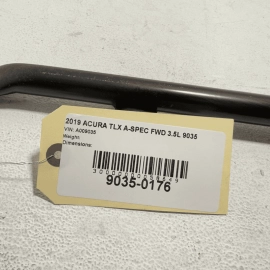 2019 ACURA TLX A-SPEC FWD 3.5L 9035
VIN: A009035
Weight:
Dimensions:
9035-0176